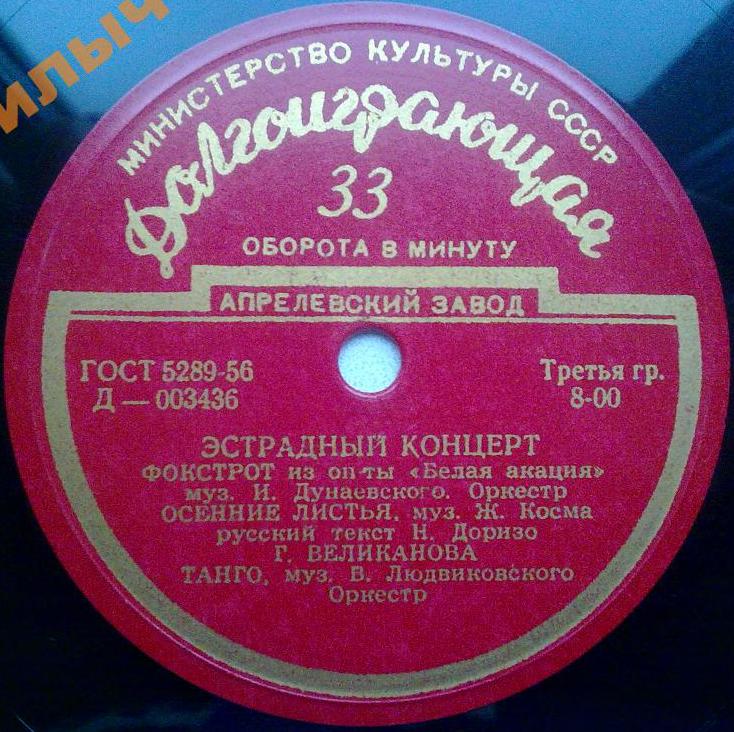 илыч
МИНИСТЕРСТВО КУЛЬТУРЫ СССР
Долгоиграющая
33
ОБОРОТА В МИНУТУ
АПРЕЛЕВСКИЙ ЗАВОД
ГОСТ 5289-56
Д — 003436
Третья гр.
8-00
ЭСТРАДНЫЙ КОНЦЕРТ
ФОКСТРОТ из оп-ты «Белая акация»
муз. И. Дунаевского. Оркестр
ОСЕННИЕ ЛИСТЬЯ, муз. Ж. Косма
русский текст Н. Доризо
Г. ВЕЛИКАНОВА
ТАНГО, муз. В. Людвиковского
Оркестр